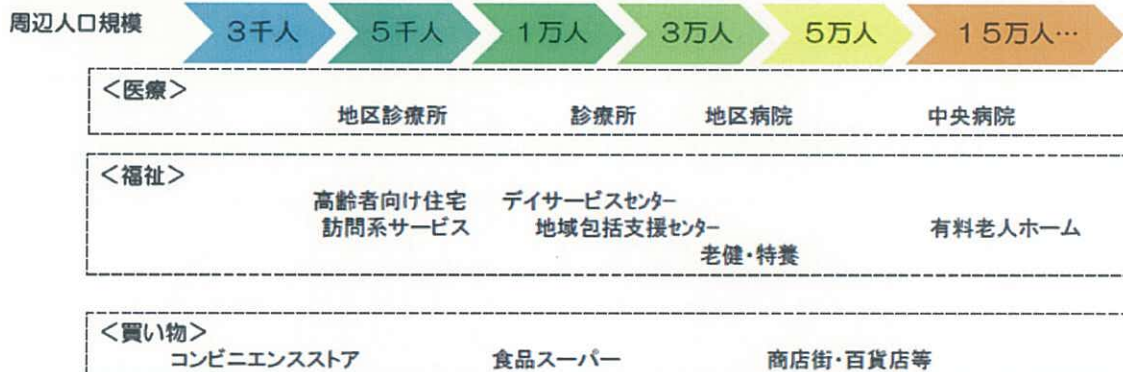 周辺人口規模 3千人 5千人 1万人 3万人 5万人 15万人…
＜医療＞
地区診療所 診療所 地区病院 中央病院
＜福祉＞
高齢者向け住宅 デイサービスセンター
訪問系サービス 地域包括支援センター 有料老人ホーム
老健・特養
＜買い物＞
コンビニエンスストア 食品スーパー 商店街・百貨店等